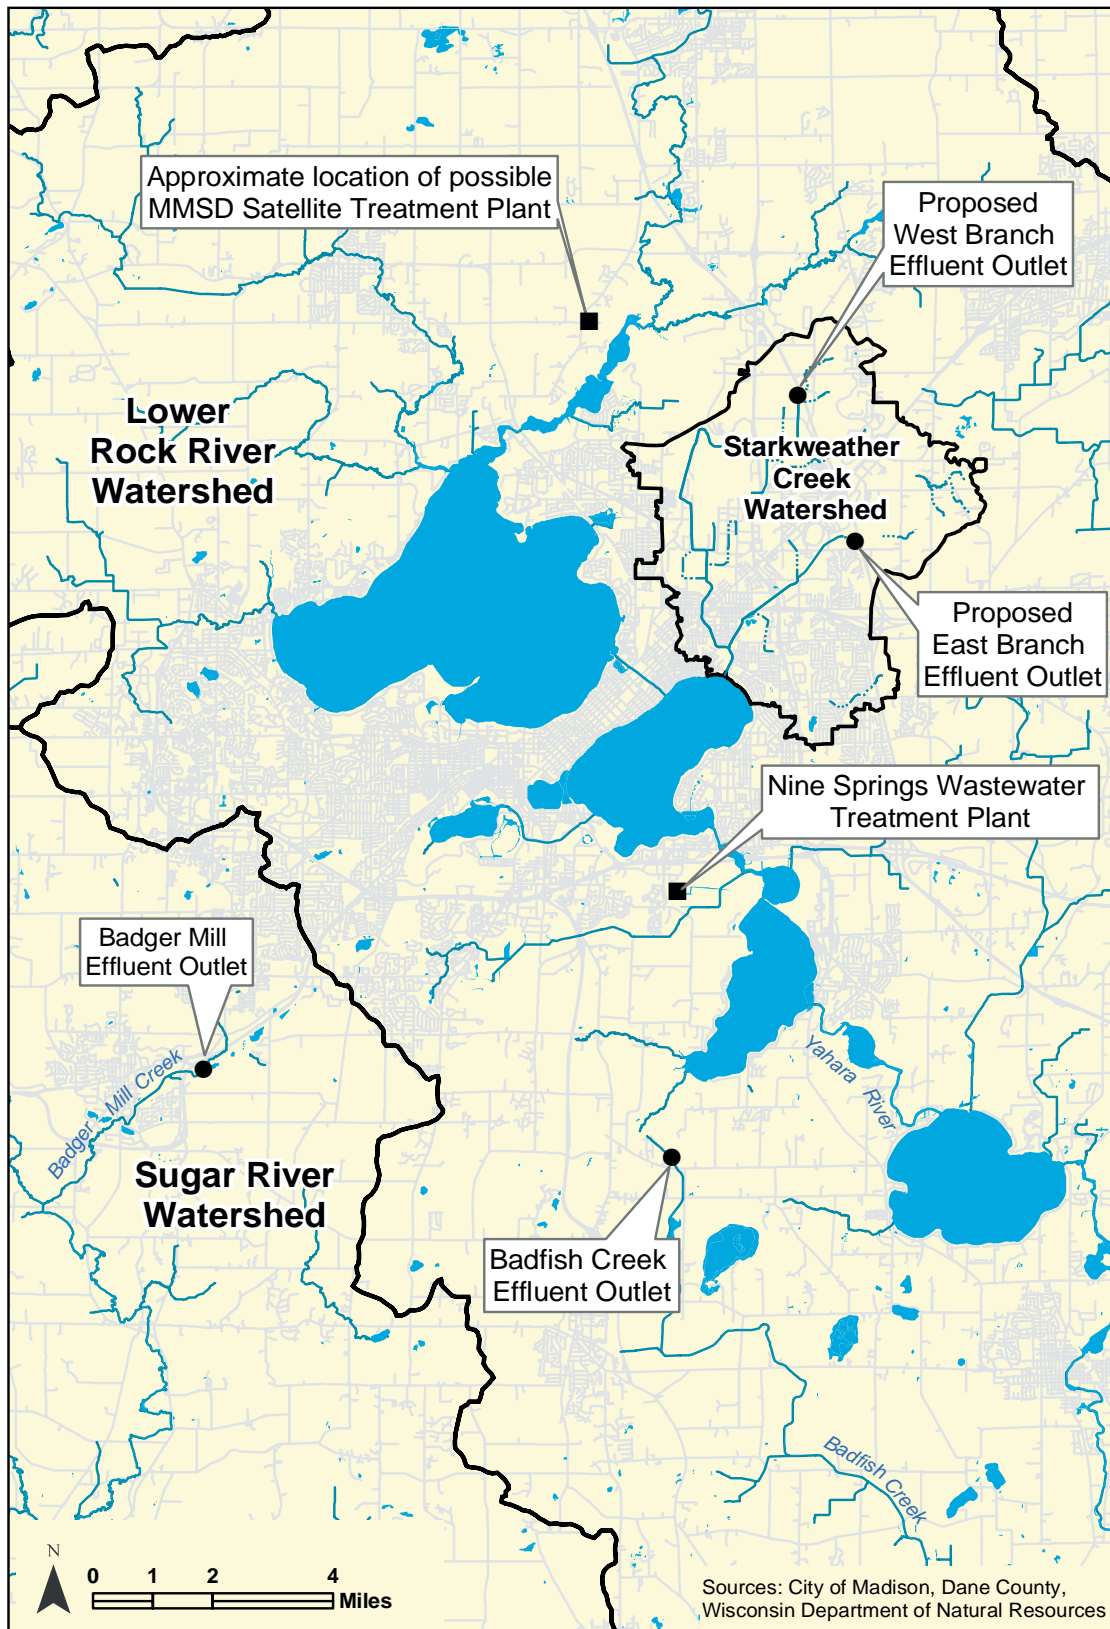 Approximate location of possible
MMSD Satellite Treatment Plant
Proposed
West Branch
Effluent Outlet
Lower
Rock River
Watershed
Starkweather
Creek
Watershed
Proposed
East Branch
Effluent Outlet
Nine Springs Wastewater
Treatment Plant
Badger Mill
Effluent Outlet
Badger Mill Creek
Yahara River
Sugar River
Watershed
Badfish Creek
Effluent Outlet
Badfish Creek
N
0 1 2 4
Miles
Sources: City of Madison, Dane County,
Wisconsin Department of Natural Resources